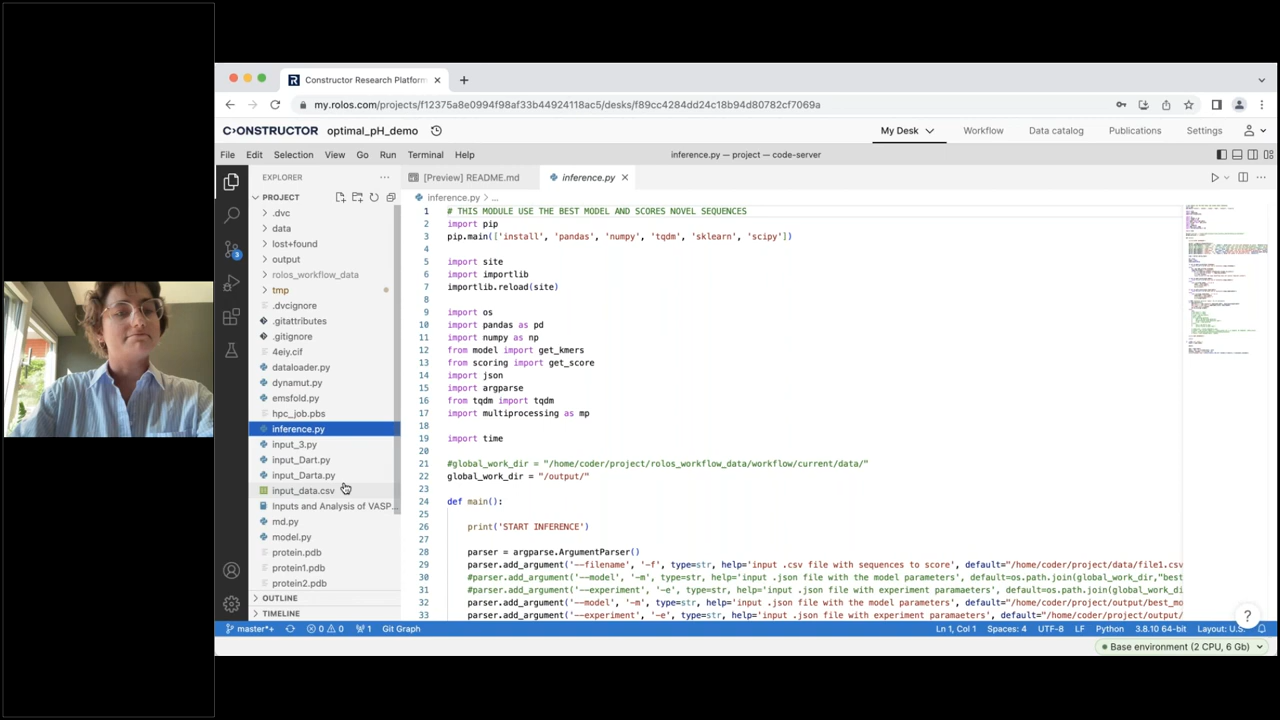 Constructor Research Platform
my.rolos.com/projects/f12375a8e0994f98af33b44924118ac5/desks/f89cc4284dd24c18b94d80782cf7069a
CONSTRUCTOR optimal_pH_demo My Desk Workflow Data catalog Publications Settings
File Edit Selection View Go Run Terminal Help inference.py — project — code-server
EXPLORER
[Preview] README.md inference.py
PROJECT
inference.py > ...
.dvc
data
lost+found
output
rolos_workflow_data
tmp
.dvcignore
.gitattributes
.gitignore
4eiy.cif
dataloader.py
dynamut.py
emsfold.py
hpc_job.pbs
inference.py
input_3.py
input_Dart.py
input_Darta.py
input_data.csv
Inputs and Analysis of VASP...
md.py
model.py
protein.pdb
protein1.pdb
protein2.pdb
OUTLINE
TIMELINE
3
1 # THIS MODULE USE THE BEST MODEL AND SCORES NOVEL SEQUENCES
2 import pip
3 pip.main(['install', 'pandas', 'numpy', 'tqdm', 'sklearn', 'scipy'])
4
5 import site
6 import importlib
7 importlib.reload(site)
8
9 import os
10 import pandas as pd
11 import numpy as np
12 from model import get_kmers
13 from scoring import get_score
14 import json
15 import argparse
16 from tqdm import tqdm
17 import multiprocessing as mp
18
19 import time
20
21 #global_work_dir = "/home/coder/project/rolos_workflow_data/workflow/current/data/"
22 global_work_dir = "/output/"
23
24 def main():
25
26 print('START INFERENCE')
27
28 parser = argparse.ArgumentParser()
29 parser.add_argument('--filename', '-f', type=str, help='input .csv file with sequences to score', default="/home/coder/project/data/file1.csv
30 #parser.add_argument('--model', '-m', type=str, help='input .json file with the model parameters', default=os.path.join(global_work_dir,"best
31 #parser.add_argument('--experiment', '-e', type=str, help='input .json file with experiment paramaeters', default=os.path.join(global_work_di
32 parser.add_argument('--model', '-m', type=str, help='input .json file with the model parameters', default="/home/coder/project/output/best_mo
33 parser.add_argument('--experiment', '-e', type=str, help='input .json file with experiment paramaeters', default="/home/coder/project/output/
master*+ 0 0 1 Git Graph Ln 1, Col 1 Spaces: 4 UTF-8 LF Python 3.8.10 64-bit Layout: U.S.
?
Base environment (2 CPU, 6 Gb)